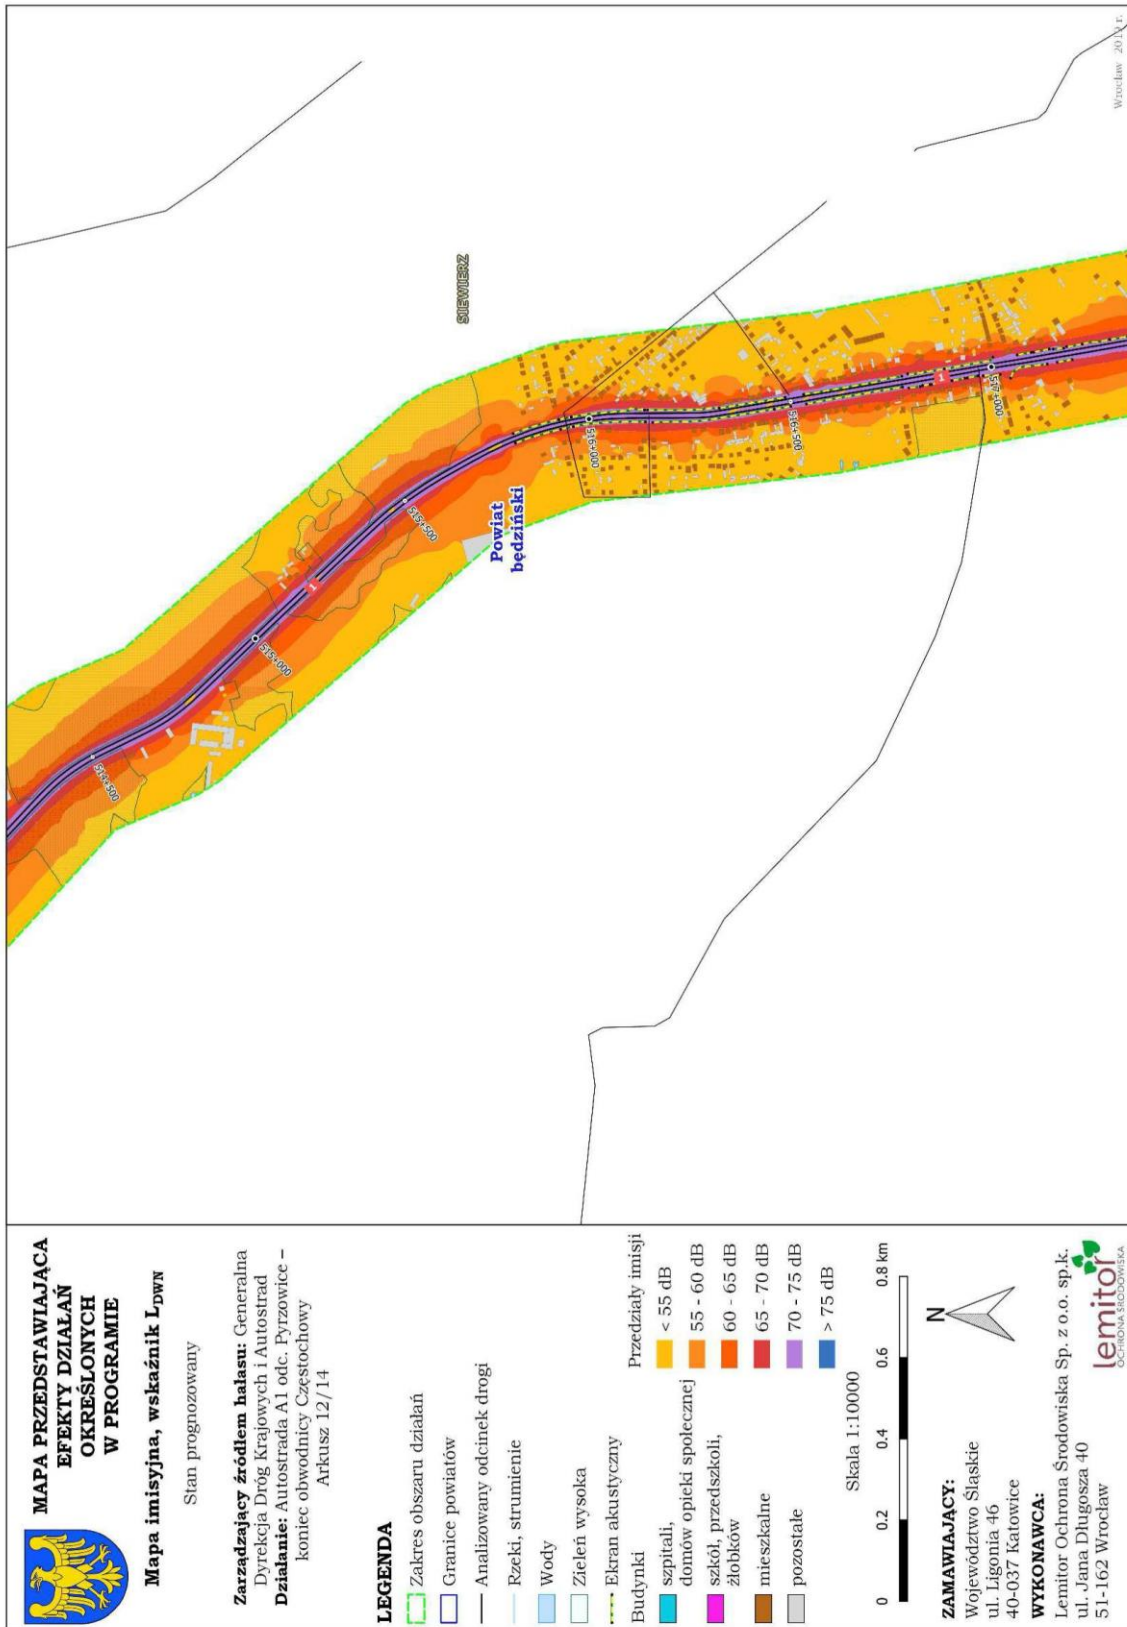 MAPA PRZEDSTAWIAJĄCA
EFEKTY DZIAŁAŃ
OKREŚLONYCH
W PROGRAMIE
Mapa imisyjna, wskaźnik LDWN
Stan prognozowany
Zarządzający źródłem hałasu: Generalna
Dyrekcja Dróg Krajowych i Autostrad
Działanie: Autostrada A1 odc. Pyrzowice –
koniec obwodnicy Częstochowy
Arkusz 12/14
LEGENDA
Zakres obszaru działań
Granice powiatów
Analizowany odcinek drogi
Rzeki, strumienie
Wody
Zieleń wysoka
Ekran akustyczny
Budynki
szpitali,
domów opieki społecznej
szkół, przedszkoli,
żłobków
mieszkalne
pozostałe
Przedziały imisji
< 55 dB
55 - 60 dB
60 - 65 dB
65 - 70 dB
70 - 75 dB
> 75 dB
Skala 1:10000
0 0.2 0.4 0.6 0.8 km
N
ZAMAWIAJĄCY:
Województwo Śląskie
ul. Ligonia 46
40-037 Katowice
WYKONAWCA:
Lemitor Ochrona Środowiska Sp. z o.o. sp.k.
ul. Jana Długosza 40
51-162 Wrocław
lemitor
OCHRONA ŚRODOWISKA
514+500
515+000
1
515+500
Powiat
będziński
SIEWIERZ
516+000
516+500
1
517+000
Wrocław